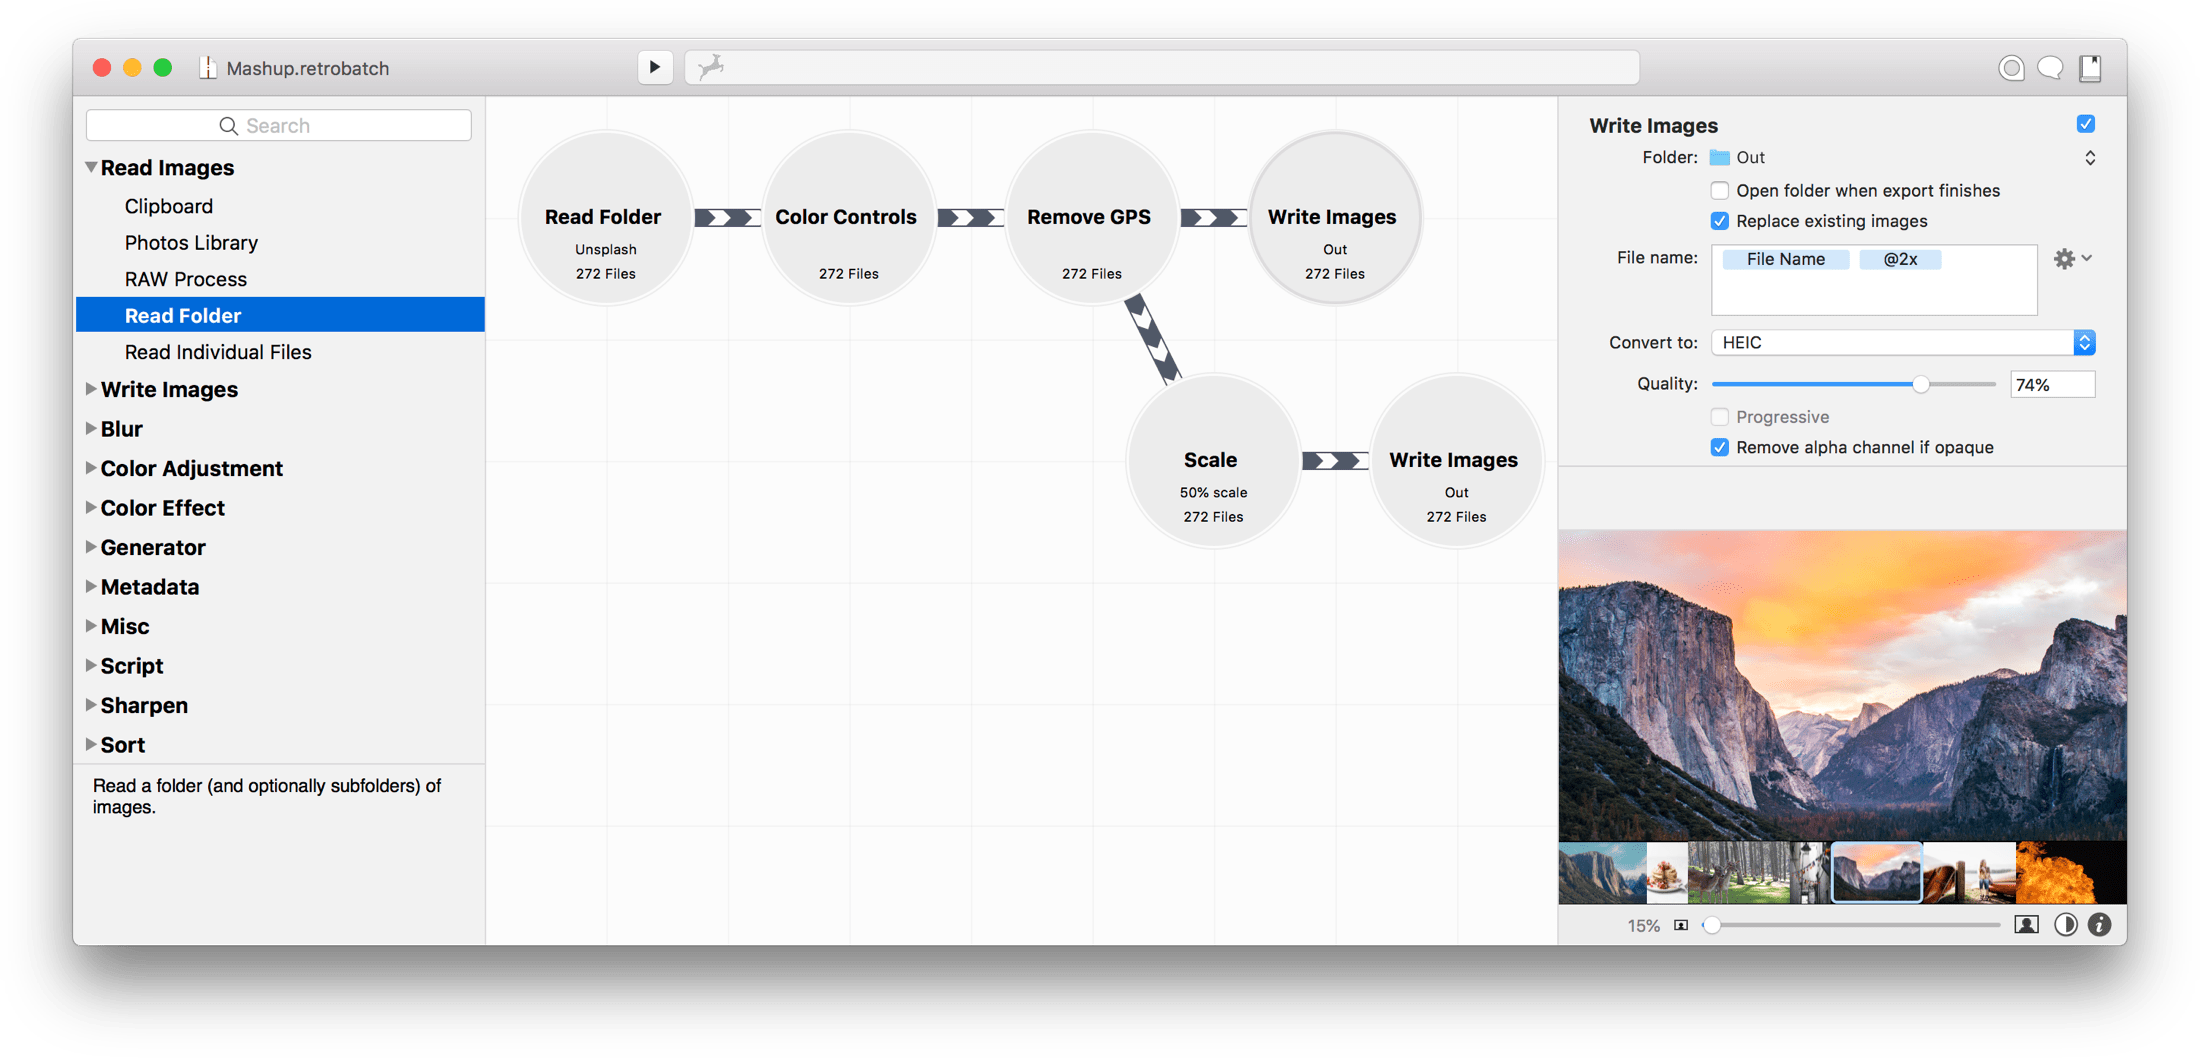 Mashup.retrobatch
Search
Read Images
Clipboard
Photos Library
RAW Process
Read Folder
Read Individual Files
Write Images
Blur
Color Adjustment
Color Effect
Generator
Metadata
Misc
Script
Sharpen
Sort
Read a folder (and optionally subfolders) of
images.
Read Folder
Unsplash
272 Files
Color Controls
272 Files
Remove GPS
272 Files
Write Images
Out
272 Files
Scale
50% scale
272 Files
Write Images
Out
272 Files
Write Images
Folder: Out
Open folder when export finishes
Replace existing images
File name: File Name @2x
Convert to: HEIC
Quality: 74%
Progressive
Remove alpha channel if opaque
15%